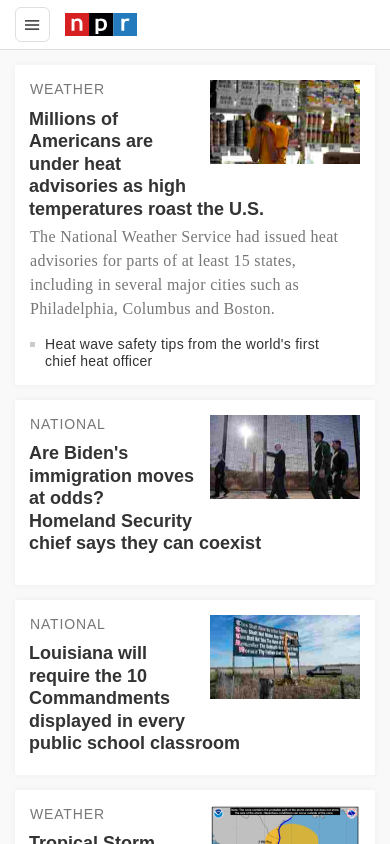 npr
WEATHER
Millions of
Americans are
under heat
advisories as high
temperatures roast the U.S.
The National Weather Service had issued heat
advisories for parts of at least 15 states,
including in several major cities such as
Philadelphia, Columbus and Boston.
Heat wave safety tips from the world's first
chief heat officer
NATIONAL
Are Biden's
immigration moves
at odds?
Homeland Security
chief says they can coexist
NATIONAL
Louisiana will
require the 10
Commandments
displayed in every
public school classroom
WEATHER
Tropical Storm